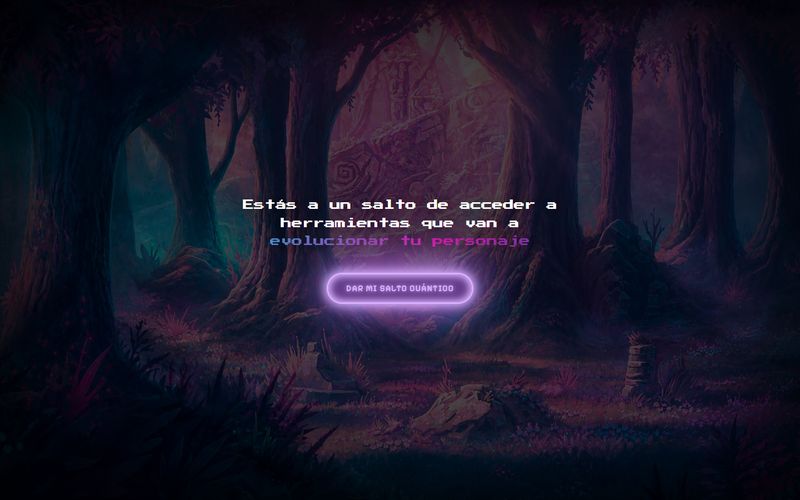 Estás a un salto de acceder a
herramientas que van a
evolucionar tu personaje
DAR MI SALTO CUÁNTICO